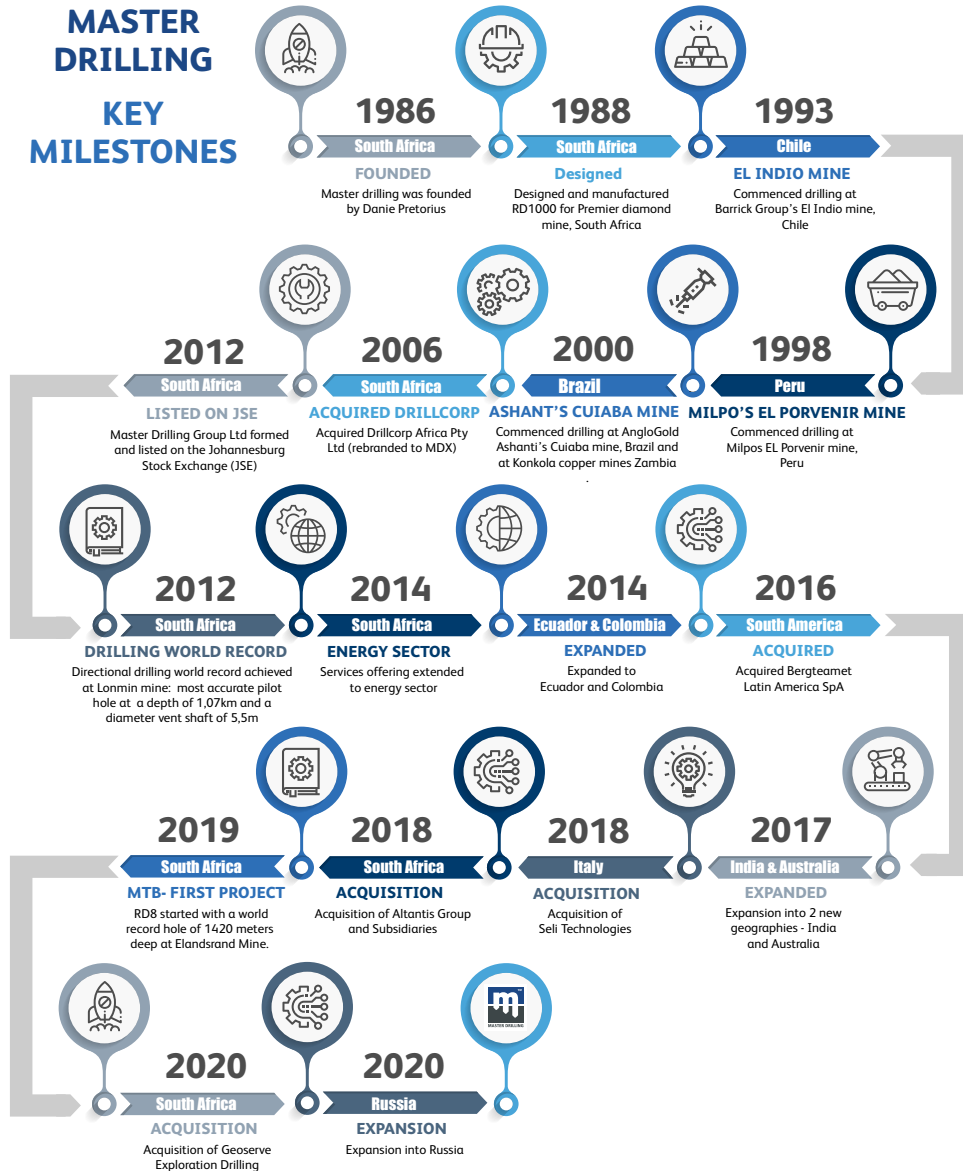 MASTER
DRILLING
KEY
MILESTONES
1986
South Africa
FOUNDED
Master drilling was founded
by Danie Pretorius
1988
South Africa
Designed
Designed and manufactured
RD1000 for Premier diamond
mine, South Africa
1993
Chile
EL INDIO MINE
Commenced drilling at
Barrick Group's El Indio mine,
Chile
1998
Peru
MILPO'S EL PORVENIR MINE
Commenced drilling at
Milpos EL Porvenir mine,
Peru
2000
Brazil
ASHANT'S CUIABA MINE
Commenced drilling at AngloGold
Ashanti's Cuiaba mine, Brazil and
at Konkola copper mines Zambia
.
2006
South Africa
ACQUIRED DRILLCORP
Acquired Drillcorp Africa Pty
Ltd (rebranded to MDX)
2012
South Africa
LISTED ON JSE
Master Drilling Group Ltd formed
and listed on the Johannesburg
Stock Exchange (JSE)
2012
South Africa
DRILLING WORLD RECORD
Directional drilling world record achieved
at Lonmin mine: most accurate pilot
hole at a depth of 1,07km and a
diameter vent shaft of 5,5m
2014
South Africa
ENERGY SECTOR
Services offering extended
to energy sector
2014
Ecuador & Colombia
EXPANDED
Expanded to
Ecuador and Colombia
2016
South America
ACQUIRED
Acquired Bergteamet
Latin America SpA
2017
India & Australia
EXPANDED
Expansion into 2 new
geographies - India
and Australia
2018
Italy
ACQUISITION
Acquisition of
Seli Technologies
2018
South Africa
ACQUISITION
Acquisition of Altantis Group
and Subsidiaries
2019
South Africa
MTB- FIRST PROJECT
RD8 started with a world
record hole of 1420 meters
deep at Elandsrand Mine.
2020
South Africa
ACQUISITION
Acquisition of Geoserve
Exploration Drilling
2020
Russia
EXPANSION
Expansion into Russia
m
MASTER DRILLING